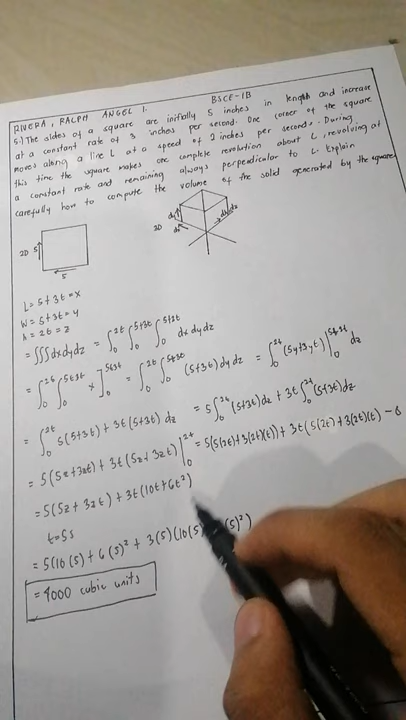 RIVERA, RALPH ANGEL I. BSCE-1B
5.) The sides of a square are initially 5 inches in length and increase
at a constant rate of 3 inches per second. One corner of the square
moves along a line L at a speed of 2 inches per second. During
this time the square makes one complete revolution about L, revolving at
a constant rate and remaining always perpendicular to L. Explain
carefully how to compute the volume of the solid generated by the square
2D 5
5
2D
L = 5+3t = x
W = 5+3t = y
h = 2t = z
= ∫∫∫ dxdydz = ∫₀^2t ∫₀^5+3t ∫₀^5+3t dx dy dz
= ∫₀^2t ∫₀^5+3t x]₀^5+3t = ∫₀^2t ∫₀^5+3t (5+3t) dy dz = ∫₀^2t (5y+3yt)|₀^5+3t dz
= ∫₀^2t 5(5+3t) + 3t(5+3t) dz = 5∫₀^2t (5+3t)dz + 3t∫₀^2t (5+3t)dz
= 5(5z+3zt) + 3t(5z+3zt)|₀^2t = 5(5(2t)+3(2t)(t)) + 3t(5(2t)+3(2t)(t) - 0
= 5(5z+3zt) + 3t(10t+6t²)
t=5s
= 5(10(5)+6(5)² + 3(5)(10(5) (5)²)
= 4000 cubic units